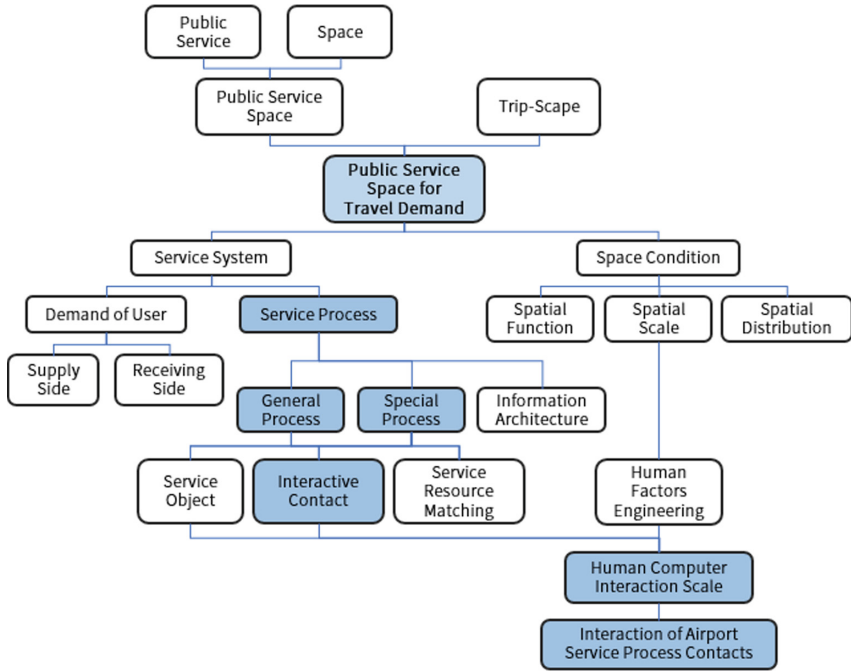 Public
Service
Space
Public Service
Space
Trip-Scape
Public Service
Space for
Travel Demand
Service System
Space Condition
Demand of User
Service Process
Spatial
Function
Spatial
Scale
Spatial
Distribution
Supply
Side
Receiving
Side
General
Process
Special
Process
Information
Architecture
Service
Object
Interactive
Contact
Service
Resource
Matching
Human
Factors
Engineering
Human Computer
Interaction Scale
Interaction of Airport
Service Process Contacts